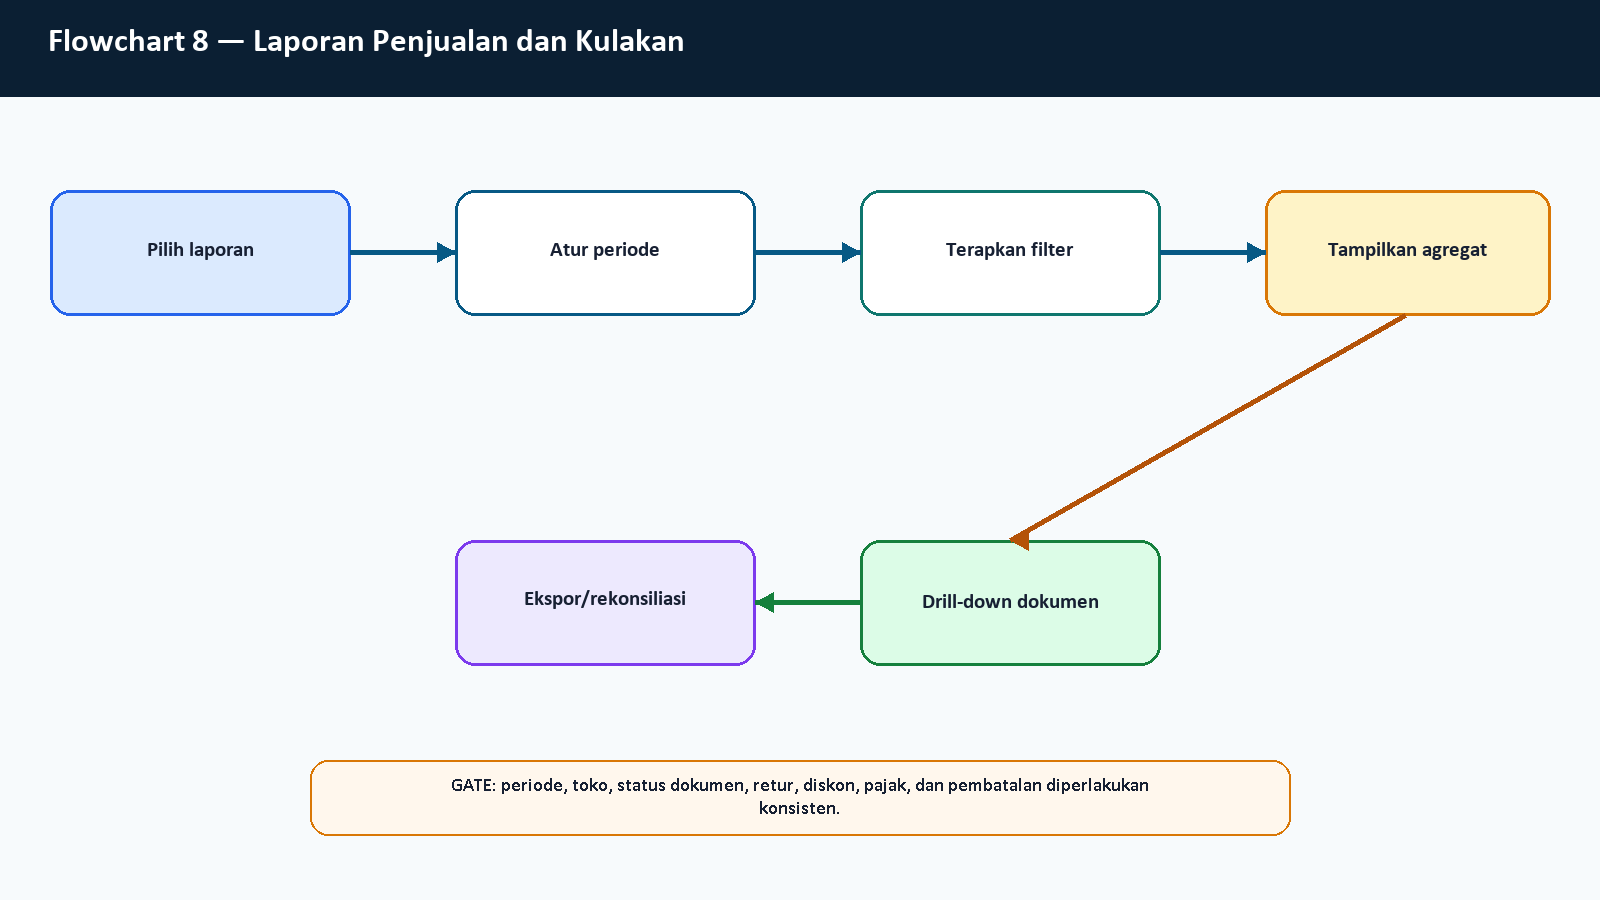 Flowchart 8 — Laporan Penjualan dan Kulakan
Pilih laporan
Atur periode
Terapkan filter
Tampilkan agregat
Ekspor/rekonsiliasi
Drill-down dokumen
GATE: periode, toko, status dokumen, retur, diskon, pajak, dan pembatalan diperlakukan
konsisten.